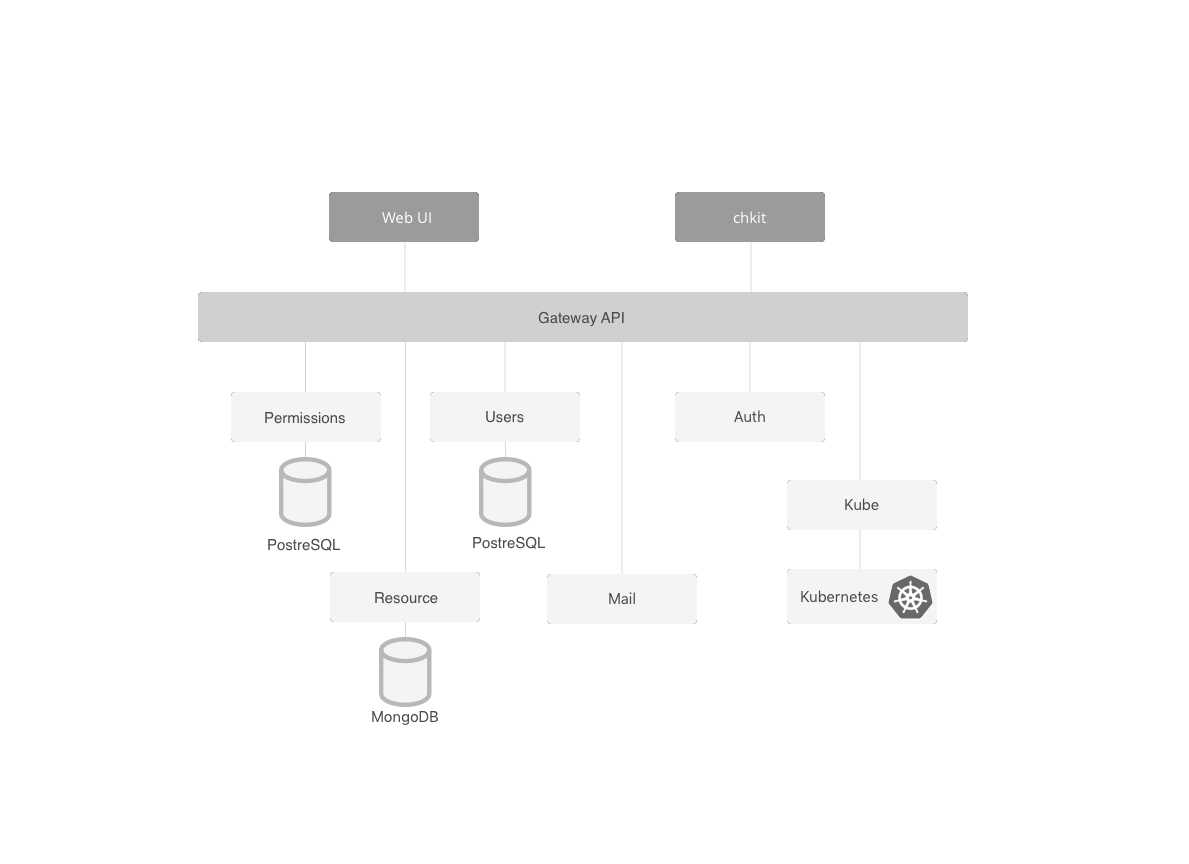 Web UI
chkit
Gateway API
Permissions
Users
Auth
Kube
PostreSQL
PostreSQL
Resource
Mail
Kubernetes
MongoDB